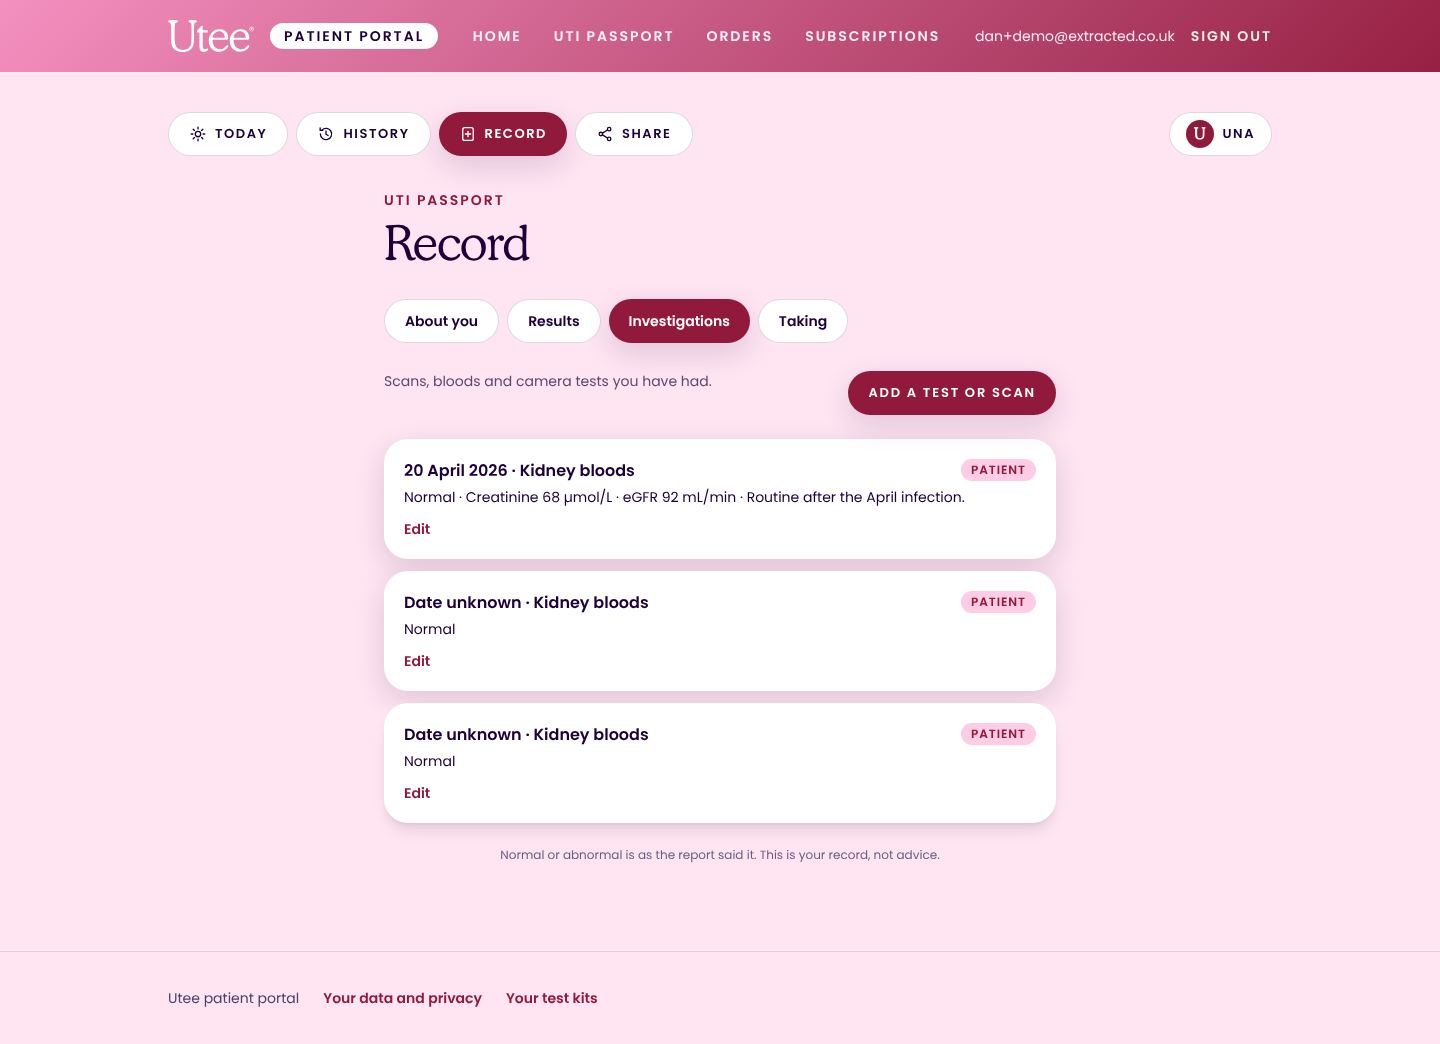 Utee® PATIENT PORTAL HOME UTI PASSPORT ORDERS SUBSCRIPTIONS dan+demo@extracted.co.uk SIGN OUT
TODAY HISTORY RECORD SHARE U UNA
UTI PASSPORT
Record
About you Results Investigations Taking
Scans, bloods and camera tests you have had.
ADD A TEST OR SCAN
20 April 2026 · Kidney bloods PATIENT
Normal · Creatinine 68 µmol/L · eGFR 92 mL/min · Routine after the April infection.
Edit
Date unknown · Kidney bloods PATIENT
Normal
Edit
Date unknown · Kidney bloods PATIENT
Normal
Edit
Normal or abnormal is as the report said it. This is your record, not advice.
Utee patient portal Your data and privacy Your test kits